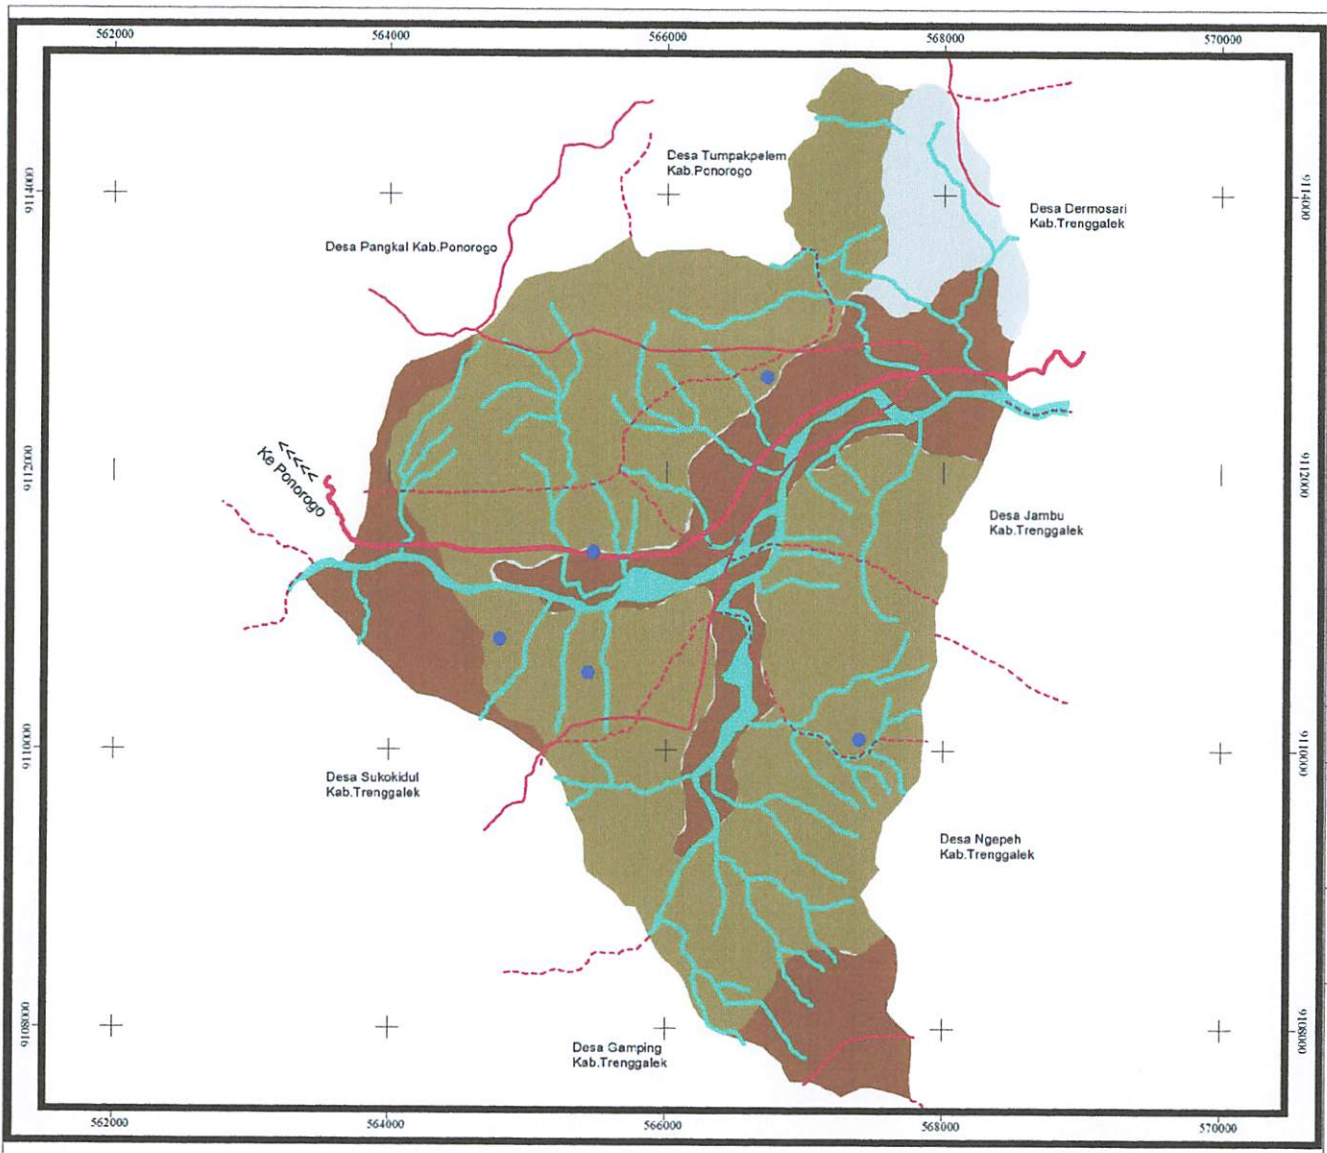 562000 564000 566000 568000 570000
Desa Tumpakpelem
Kab.Ponorogo
9114000
9114000
Desa Dermosari
Kab.Trenggalek
Desa Pangkal Kab.Ponorogo
<<<<<
Ke Ponorogo
9112000
9112000
Desa Jambu
Kab.Trenggalek
9110000
9110000
Desa Sukokidul
Kab.Trenggalek
Desa Ngepeh
Kab.Trenggalek
9108000
9108000
Desa Gamping
Kab.Trenggalek
562000 564000 566000 568000 570000